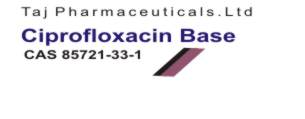 Taj Pharmaceuticals.Ltd
Ciprofloxacin Base
CAS 85721-33-1